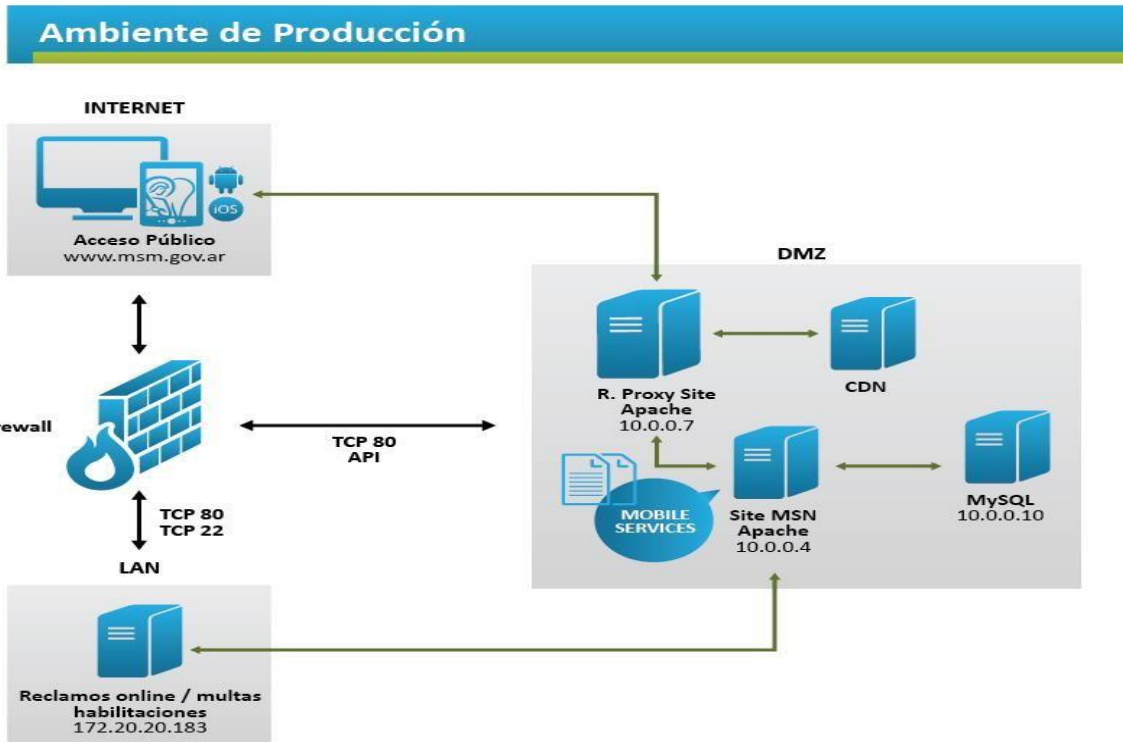 Ambiente de Producción
INTERNET
iOS
Acceso Público
www.msm.gov.ar
DMZ
R. Proxy Site
Apache
10.0.0.7
CDN
ewall
TCP 80
API
MOBILE
SERVICES
Site MSN
Apache
10.0.0.4
MySQL
10.0.0.10
TCP 80
TCP 22
LAN
Reclamos online / multas
habilitaciones
172.20.20.183